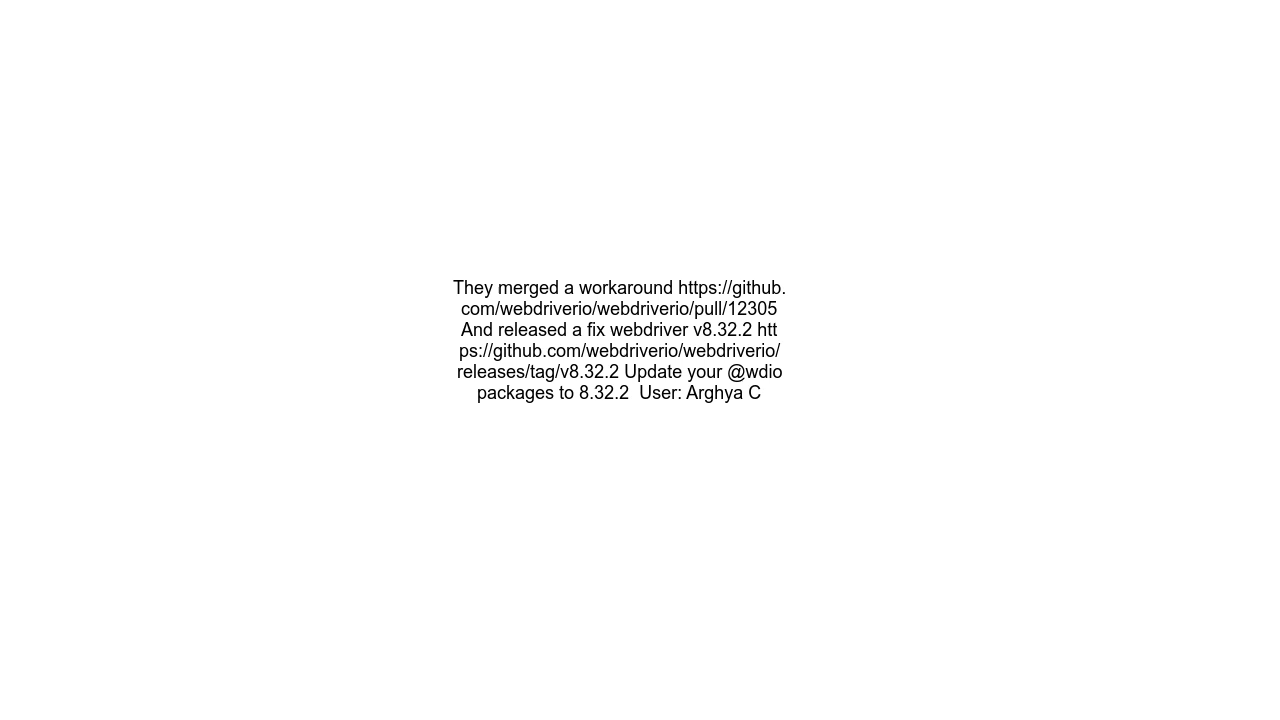 They merged a workaround https://github.
com/webdriverio/webdriverio/pull/12305
And released a fix webdriver v8.32.2 htt
ps://github.com/webdriverio/webdriverio/
releases/tag/v8.32.2 Update your @wdio
packages to 8.32.2  User: Arghya C